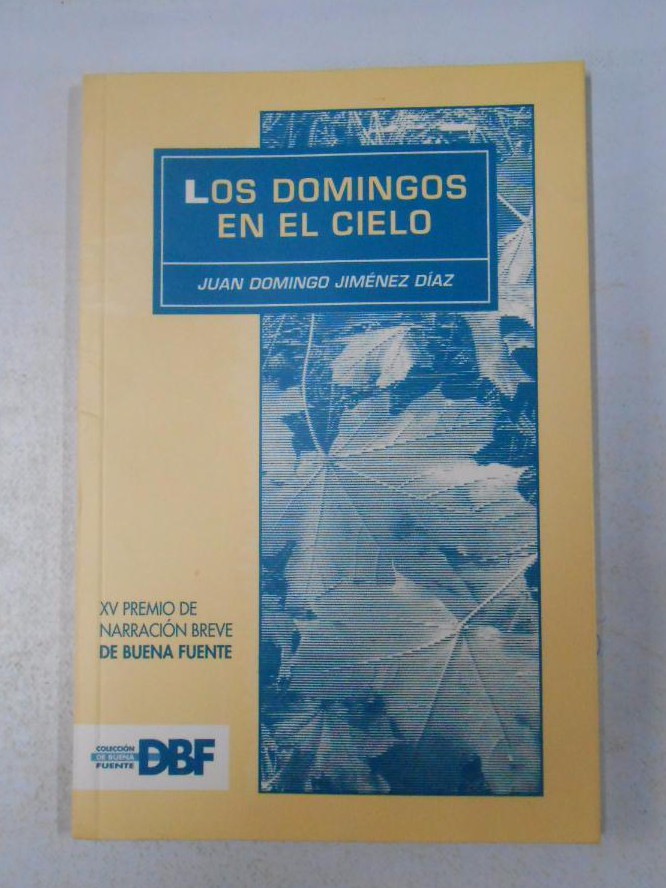 LOS DOMINGOS
EN EL CIELO
JUAN DOMINGO JIMÉNEZ DÍAZ
XV PREMIO DE
NARRACIÓN BREVE
DE BUENA FUENTE
COLECCIÓN
DE BUENA
FUENTE
DBF